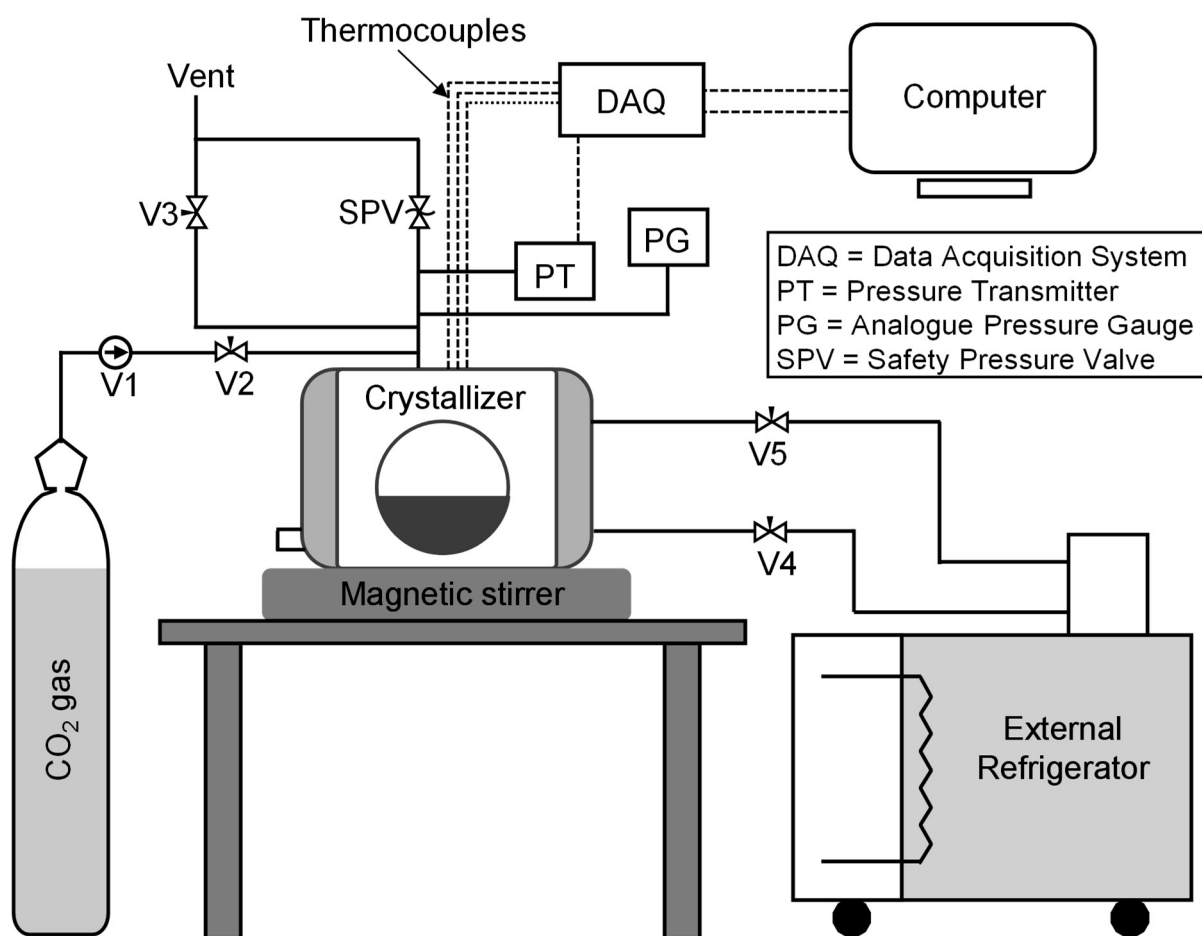 Thermocouples
Vent
DAQ
Computer
V3
SPV
PG
PT
DAQ = Data Acquisition System
PT = Pressure Transmitter
PG = Analogue Pressure Gauge
SPV = Safety Pressure Valve
V1
V2
Crystallizer
V5
V4
Magnetic stirrer
CO₂ gas
External
Refrigerator